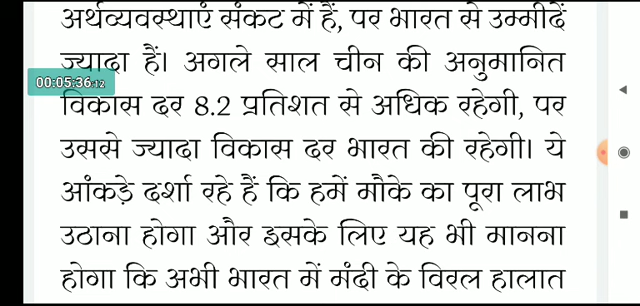 अर्थव्यवस्थाएं संकट में हैं, पर भारत से उम्मीदें
ज्यादा हैं। अगले साल चीन की अनुमानित
00:05:36:12
विकास दर 8.2 प्रतिशत से अधिक रहेगी, पर
उससे ज्यादा विकास दर भारत की रहेगी। ये
आंकड़े दर्शा रहे हैं कि हमें मौके का पूरा लाभ
उठाना होगा और इसके लिए यह भी मानना
होगा कि अभी भारत में मंदी के विरल हालात